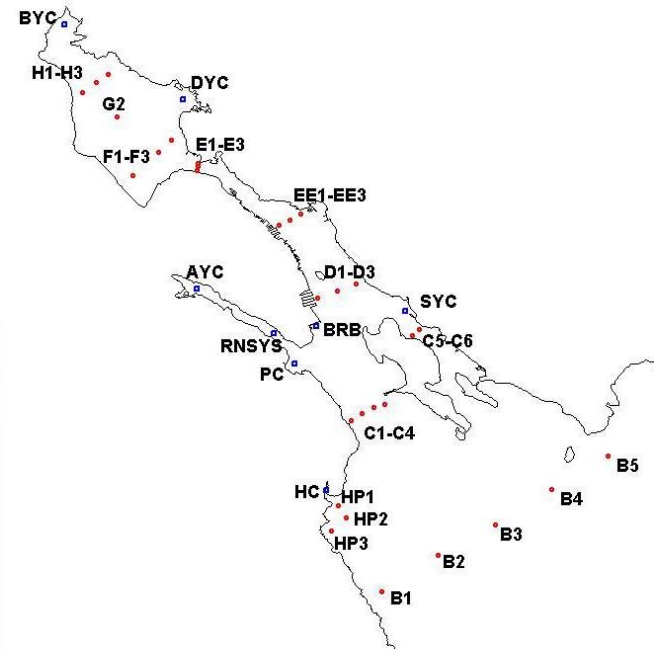 BYC
H1-H3
DYC
G2
E1-E3
F1-F3
EE1-EE3
AYC
D1-D3
SYC
BRB
RNSYS
C5-C6
PC
C1-C4
B5
HC
HP1
B4
HP2
B3
HP3
B2
B1